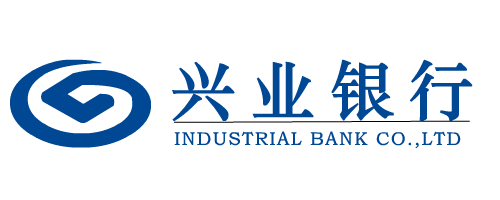 兴业银行
INDUSTRIAL BANK CO.,LTD